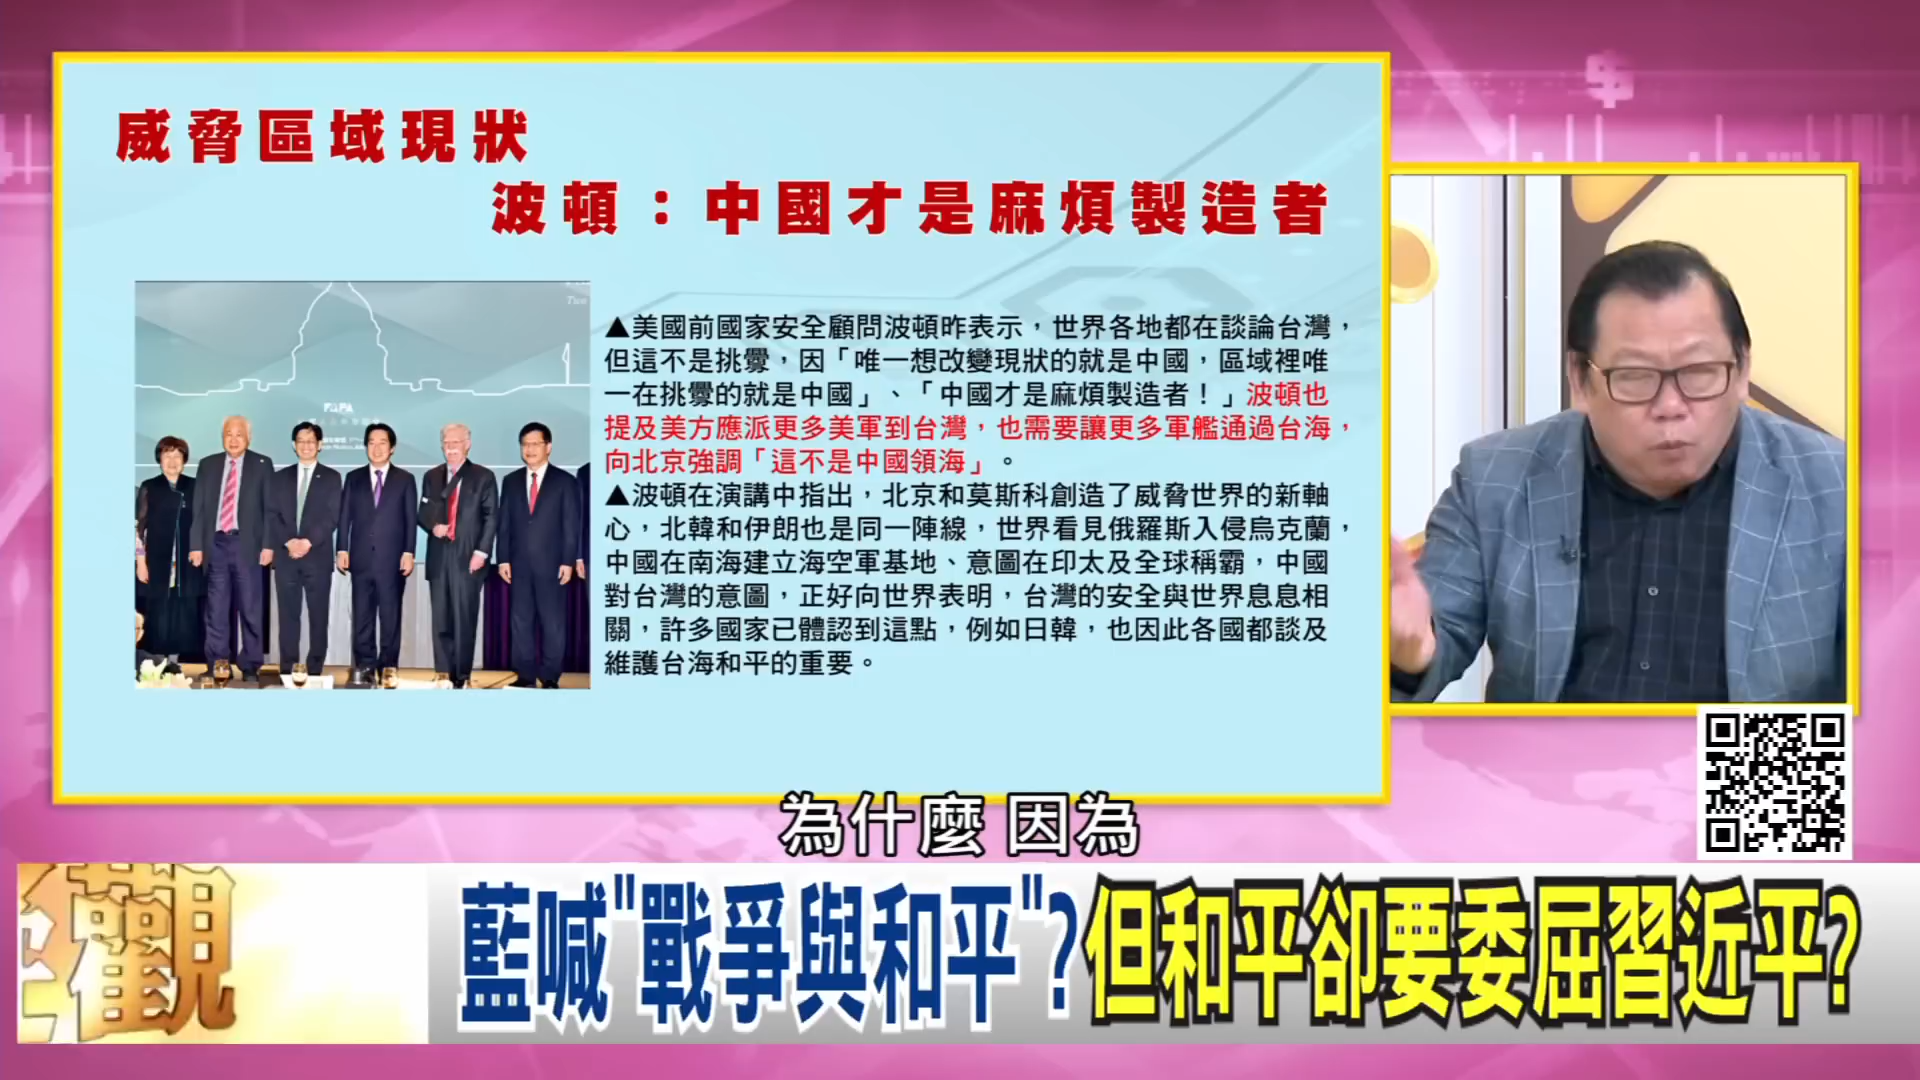 威脅區域現狀
波頓：中國才是麻煩製造者
▲美國前國家安全顧問波頓昨表示，世界各地都在談論台灣，
但這不是挑釁，因「唯一想改變現狀的就是中國，區域裡唯
一在挑釁的就是中國」、「中國才是麻煩製造者！」波頓也
提及美方應派更多美軍到台灣，也需要讓更多軍艦通過台海，
向北京強調「這不是中國領海」。
▲波頓在演講中指出，北京和莫斯科創造了威脅世界的新軸
心，北韓和伊朗也是同一陣線，世界看見俄羅斯入侵烏克蘭，
中國在南海建立海空軍基地、意圖在印太及全球稱霸，中國
對台灣的意圖，正好向世界表明，台灣的安全與世界息息相
關，許多國家已體認到這點，例如日韓，也因此各國都談及
維護台海和平的重要。
FAPA
為什麼 因為
觀
藍喊"戰爭與和平"?但和平卻要委屈習近平?